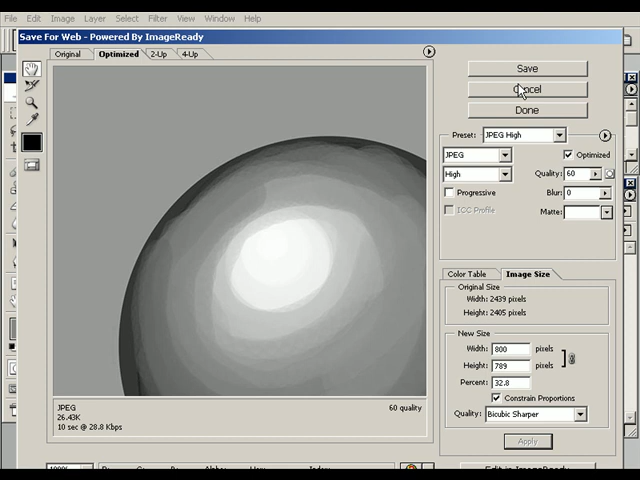 File Edit Image Layer Select Filter View Window Help
Save For Web - Powered By ImageReady
Original Optimized 2-Up 4-Up
Save
Cancel
Done
Preset: JPEG High
JPEG Optimized
High Quality: 60
Progressive Blur: 0
ICC Profile Matte:
Color Table Image Size
Original Size
Width: 2439 pixels
Height: 2405 pixels
New Size
Width: 800 pixels
Height: 789 pixels
Percent: 32.8
Constrain Proportions
Quality: Bicubic Sharper
Apply
JPEG 60 quality
26.43K
10 sec @ 28.8 Kbps